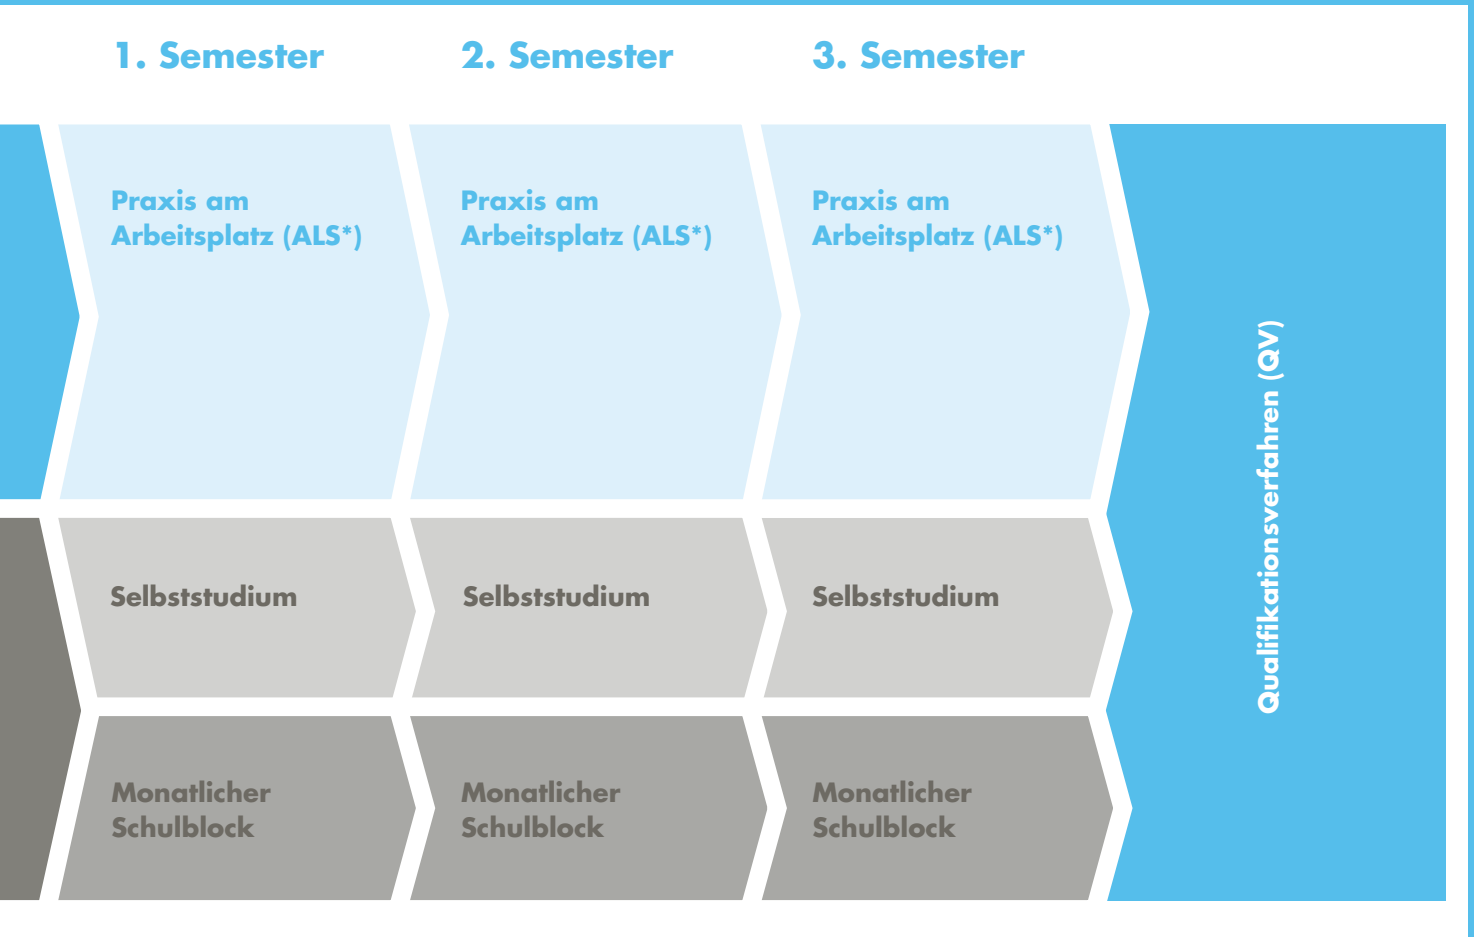 1. Semester
2. Semester
3. Semester
Praxis am
Arbeitsplatz (ALS*)
Praxis am
Arbeitsplatz (ALS*)
Praxis am
Arbeitsplatz (ALS*)
Selbststudium
Selbststudium
Selbststudium
Monatlicher
Schulblock
Monatlicher
Schulblock
Monatlicher
Schulblock
Qualifikationsverfahren (QV)